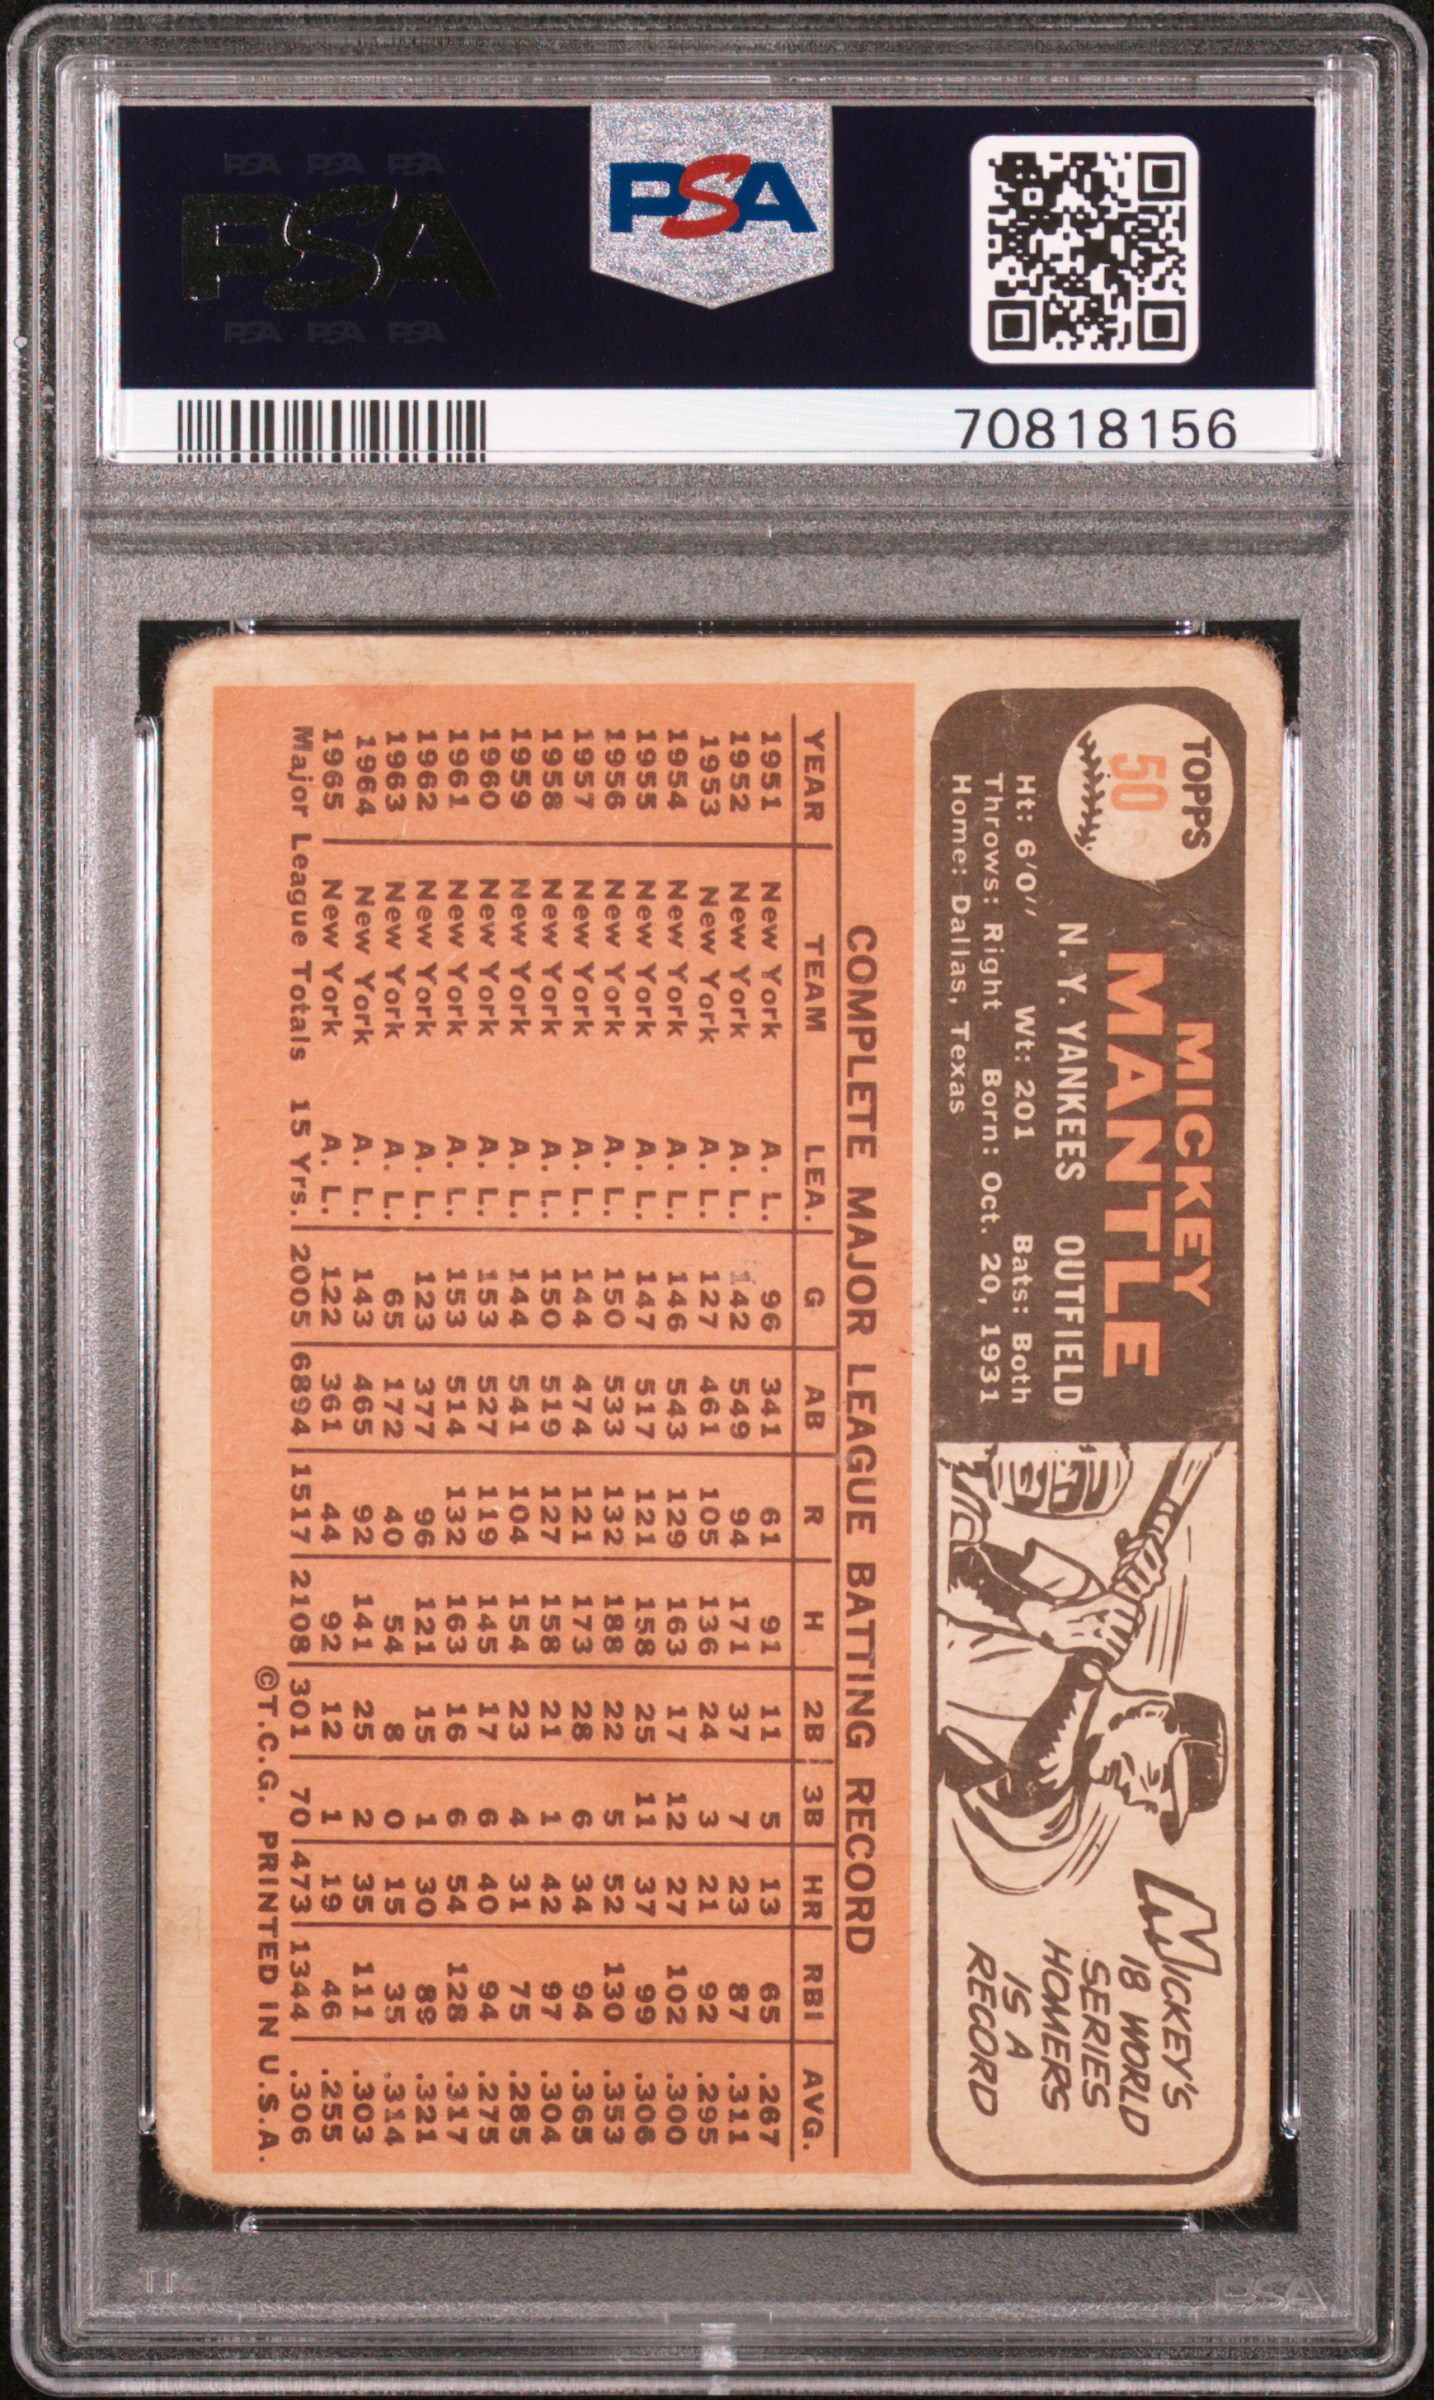 PSA PSA PSA
PSA
PSA PSA PSA
PSA
70818156
TOPPS
50
MICKEY
MANTLE
N. Y. YANKEES OUTFIELD
Ht: 6'0" Wt: 201 Bats: Both
Throws: Right Born: Oct. 20, 1931
Home: Dallas, Texas
MICKEY'S
18 WORLD
SERIES
HOMERS
IS A
RECORD
COMPLETE MAJOR LEAGUE BATTING RECORD
YEAR TEAM LEA. G AB R H 2B 3B HR RBI AVG.
1951 New York A. L. 96 341 61 91 11 5 13 65 .267
1952 New York A. L. 142 549 94 171 37 7 23 87 .311
1953 New York A. L. 127 461 105 136 24 3 21 92 .295
1954 New York A. L. 146 543 129 163 17 12 27 102 .300
1955 New York A. L. 147 517 121 158 25 11 37 99 .306
1956 New York A. L. 150 533 132 188 22 5 52 130 .353
1957 New York A. L. 144 474 121 173 28 6 34 94 .365
1958 New York A. L. 150 519 127 158 21 1 42 97 .304
1959 New York A. L. 144 541 104 154 23 4 31 75 .285
1960 New York A. L. 153 527 119 145 17 6 40 94 .275
1961 New York A. L. 153 514 132 163 16 6 54 128 .317
1962 New York A. L. 123 377 96 121 15 1 30 89 .321
1963 New York A. L. 65 172 40 54 8 0 15 35 .314
1964 New York A. L. 143 465 92 141 25 2 35 111 .303
1965 New York A. L. 122 361 44 92 12 1 19 46 .255
Major League Totals 15 Yrs. 2005 6894 1517 2108 301 70 473 1344 .306
©T.C.G. PRINTED IN U.S.A.
PSA